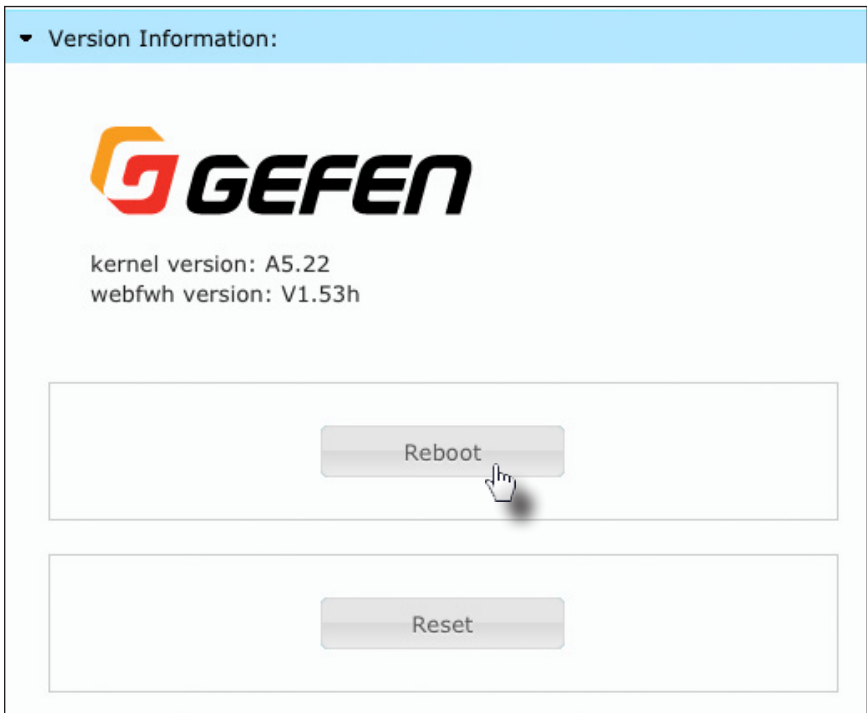 Version Information:
GEFEN
kernel version: A5.22
webfwh version: V1.53h
Reboot
Reset